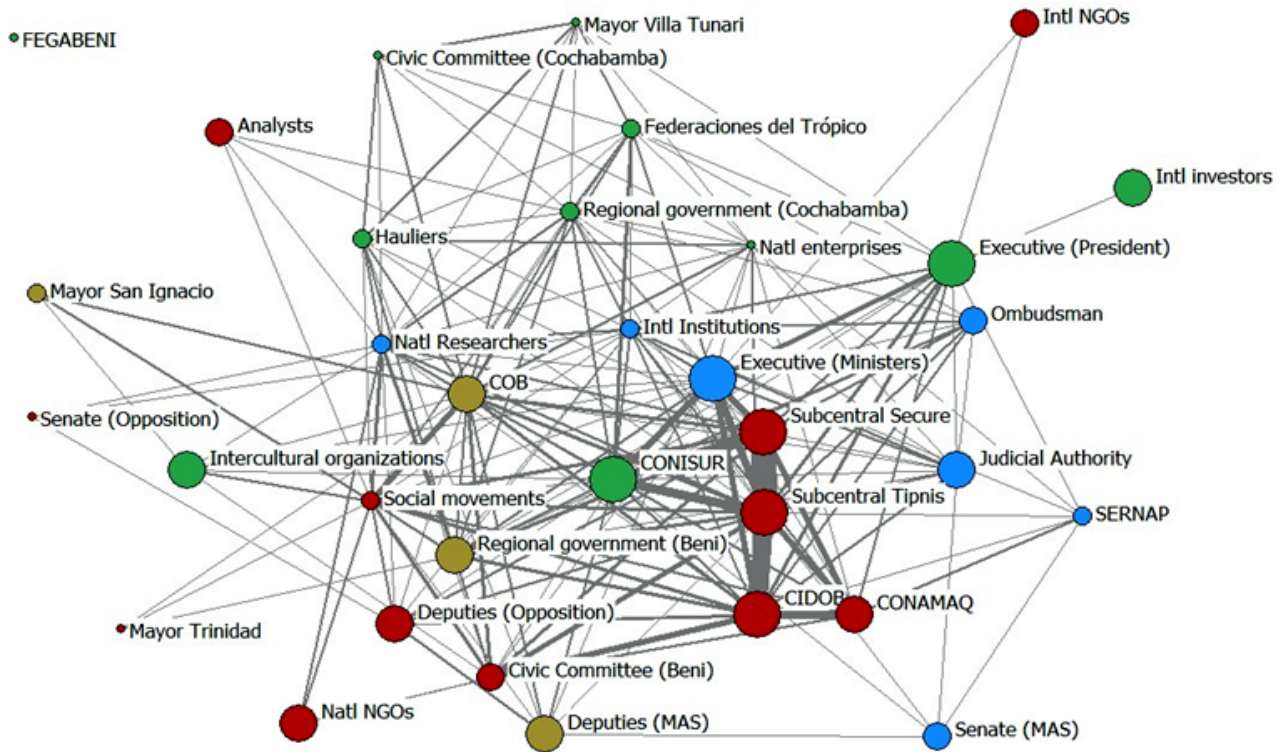 Mayor Villa Tunari
Intl NGOs
FEGABENI
Civic Committee (Cochabamba)
Analysts
Federaciones del Trópico
Intl investors
Regional government (Cochabamba)
Hauliers
Natl enterprises
Executive (President)
Mayor San Ignacio
Ombudsman
Intl Institutions
Natl Researchers
Executive (Ministers)
COB
Senate (Opposition)
Subcentral Secure
Intercultural organizations
CONISUR
Judicial Authority
Social movements
Subcentral Tipnis
SERNAP
Regional government (Beni)
CIDOB
CONAMAQ
Deputies (Opposition)
Mayor Trinidad
Civic Committee (Beni)
Natl NGOs
Deputies (MAS)
Senate (MAS)